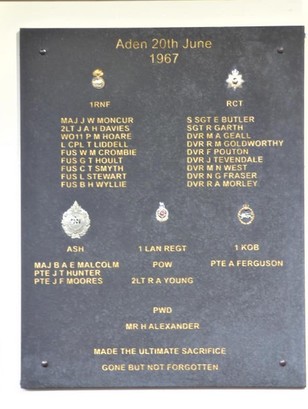 Aden 20th June
1967
1RNF
MAJ J W MONCUR
2LT J A H DAVIES
WO11 P M HOARE
L CPL T LIDDELL
FUS W M CROMBIE
FUS G T HOULT
FUS C T SMYTH
FUS L STEWART
FUS B H WYLLIE
RCT
S SGT E BUTLER
SGT R GARTH
DVR M A GEALL
DVR R M GOLDWORTHY
DVR F POUTON
DVR J TEVENDALE
DVR M N WEST
DVR N G FRASER
DVR R A MORLEY
ASH
MAJ B A E MALCOLM
PTE J T HUNTER
PTE J F MOORES
1 LAN REGT
POW
2LT R A YOUNG
1 KGB
PTE A FERGUSON
PWD
MR H ALEXANDER
MADE THE ULTIMATE SACRIFICE
GONE BUT NOT FORGOTTEN